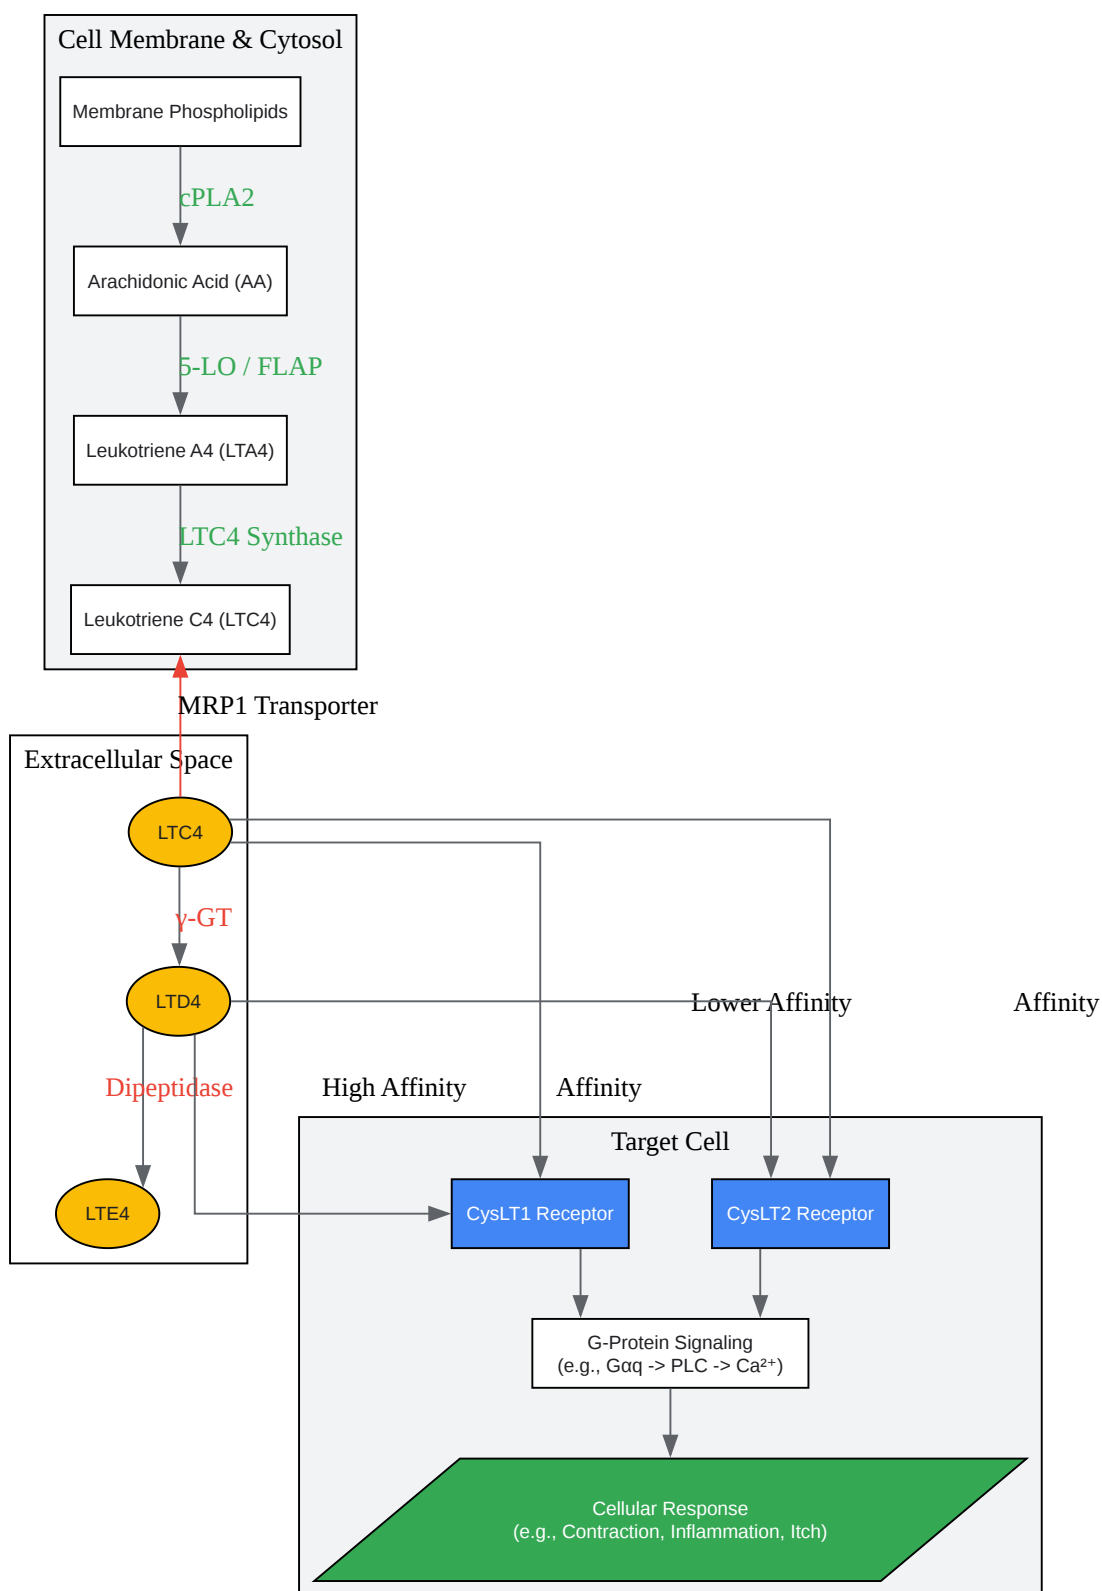 Cell Membrane & Cytosol
Membrane Phospholipids
cPLA2
Arachidonic Acid (AA)
5-LO / FLAP
Leukotriene A4 (LTA4)
LTC4 Synthase
Leukotriene C4 (LTC4)
MRP1 Transporter
Extracellular Space
LTC4
γ-GT
LTD4
Lower Affinity
Affinity
Dipeptidase
High Affinity
Affinity
Target Cell
LTE4
CysLT1 Receptor
CysLT2 Receptor
G-Protein Signaling
(e.g., Gαq -> PLC -> Ca²⁺)
Cellular Response
(e.g., Contraction, Inflammation, Itch)